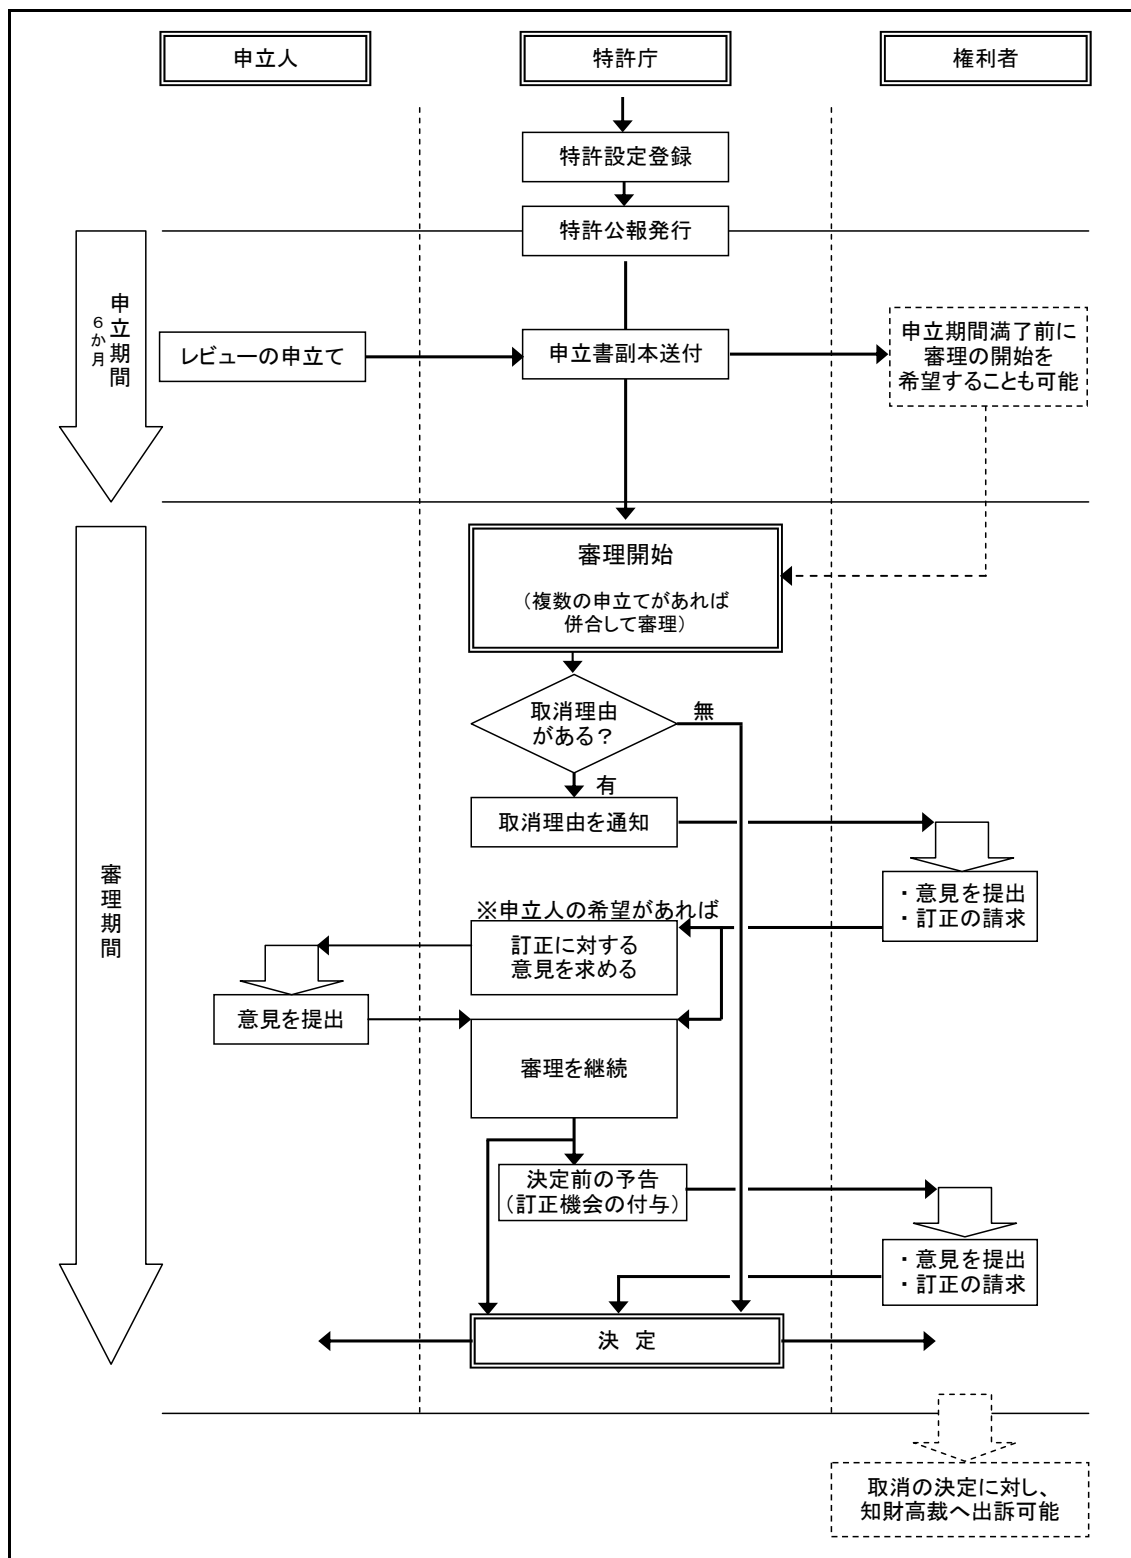 申立人
特許庁
権利者
特許設定登録
特許公報発行
申立期間
６か月
レビューの申立て
申立書副本送付
申立期間満了前に
審理の開始を
希望することも可能
審理開始
（複数の申立てがあれば
併合して審理）
取消理由
がある？
無
有
取消理由を通知
審理期間
・意見を提出
・訂正の請求
※申立人の希望があれば
訂正に対する
意見を求める
意見を提出
審理を継続
決定前の予告
（訂正機会の付与）
・意見を提出
・訂正の請求
決　定
取消の決定に対し、
知財高裁へ出訴可能